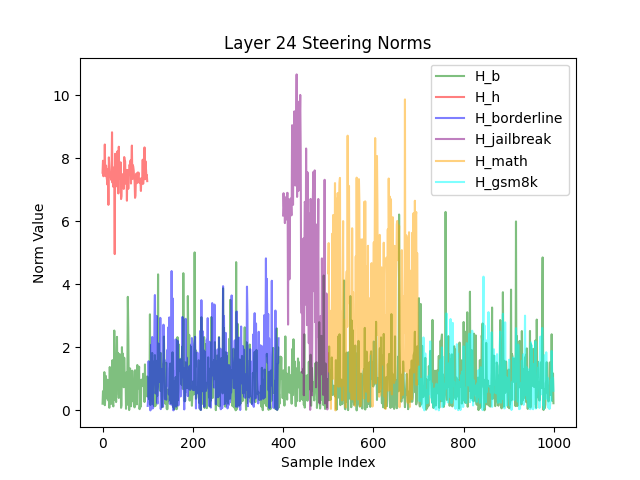 Layer 24 Steering Norms
H_b
H_h
H_borderline
H_jailbreak
H_math
H_gsm8k
10
8
6
4
2
0
Norm Value
0 200 400 600 800 1000
Sample Index